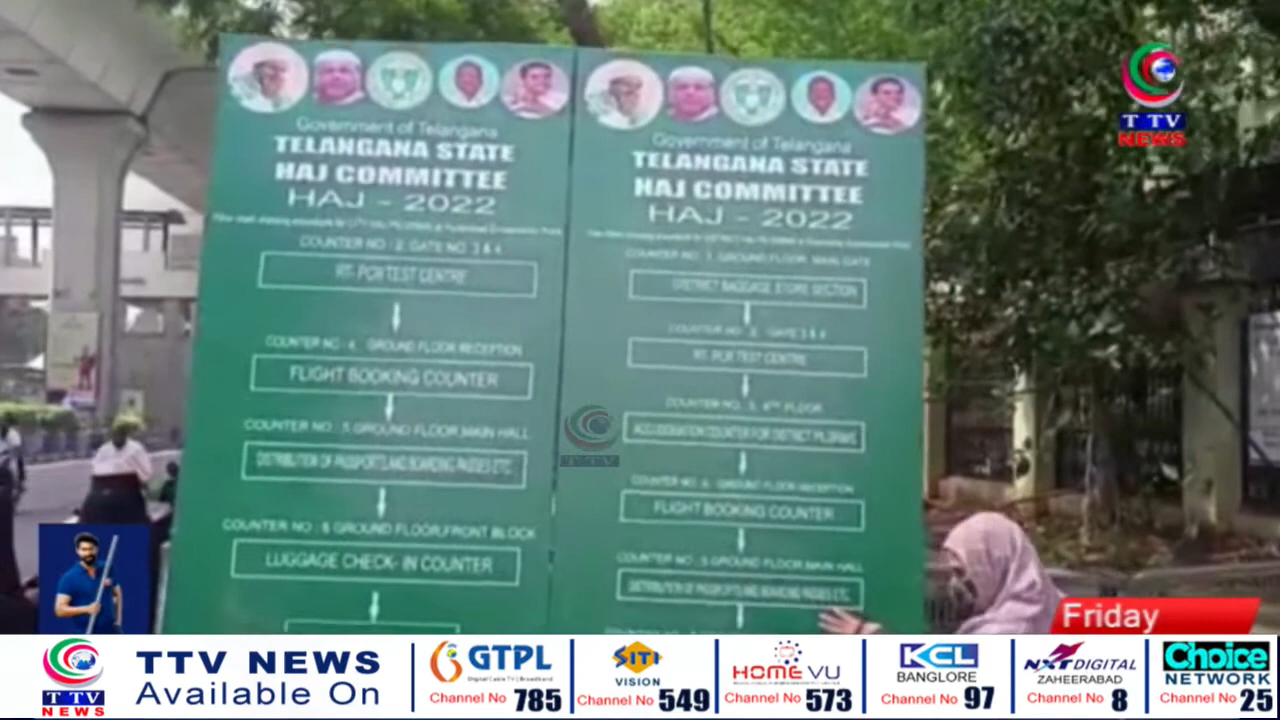 Government of Telangana
TELANGANA STATE
HAJ COMMITTEE
HAJ - 2022
COUNTER NO : 2, GATE NO. 3 & 4
RT- PCR TEST CENTRE
COUNTER NO : 4, GROUND FLOOR RECEPTION
FLIGHT BOOKING COUNTER
COUNTER NO : 5 GROUND FLOOR,MAIN HALL
DISTRIBUTION OF PASSPORTS AND BOARDING PASSES ETC.
COUNTER NO : 6 GROUND FLOOR,FRONT BLOCK
LUGGAGE CHECK- IN COUNTER
Government of Telangana
TELANGANA STATE
HAJ COMMITTEE
HAJ - 2022
COUNTER NO. 1, GROUND FLOOR, MAIN GATE
DISTRICT BAGGAGE STORE SECTION
COUNTER NO : 2, GATE 3 & 4
RT- PCR TEST CENTRE
COUNTER NO. 3, 4TH FLOOR
ACCOMODATION COUNTER FOR DISTRICT PILGRIMS
COUNTER NO. 4, GROUND FLOOR RECEPTION
FLIGHT BOOKING COUNTER
COUNTER NO : 5 GROUND FLOOR,MAIN HALL
DISTRIBUTION OF PASSPORTS AND BOARDING PASSES ETC.
T TV
NEWS
T TV
Friday
T TV
NEWS
TTV NEWS
Available On
GTPL
Digital Cable TV | Broadband
Channel No 785
SITI
VISION
Channel No 549
HOME VU
Channel No 573
KCL
BANGLORE
Channel No 97
NXT DIGITAL
ZAHEERABAD
Channel No 8
Choice
NETWORK
Channel No 25